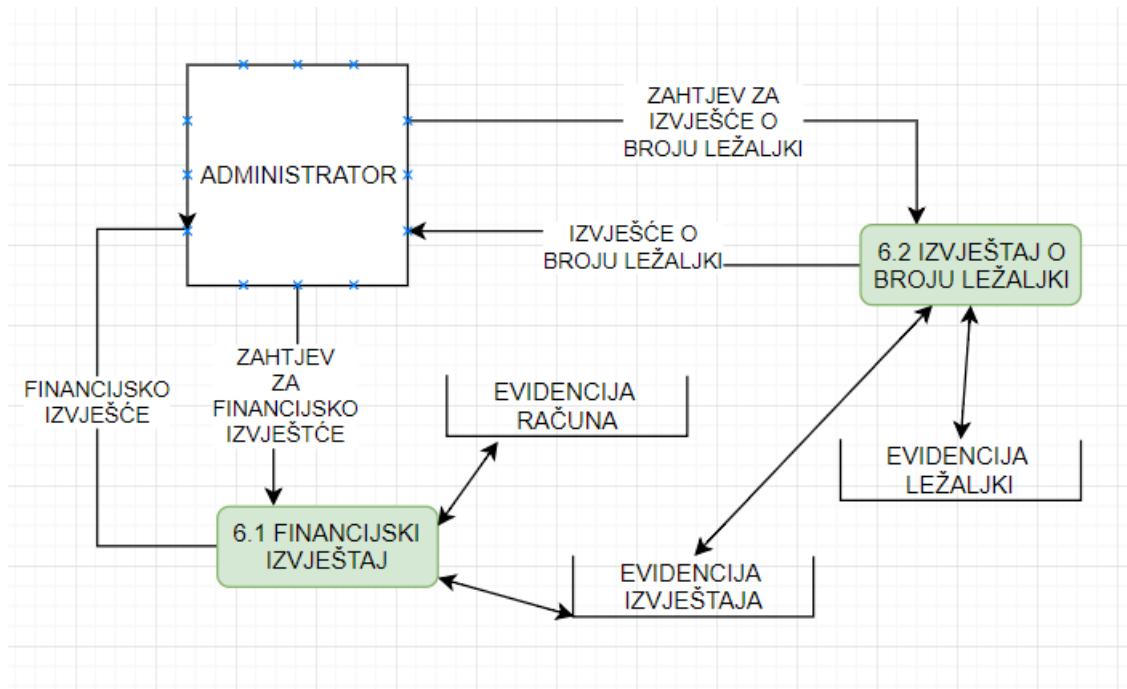 ZAHTJEV ZA
IZVJEŠĆE O
BROJU LEŽALJKI
ADMINISTRATOR
IZVJEŠĆE O
BROJU LEŽALJKI
6.2 IZVJEŠTAJ O
BROJU LEŽALJKI
ZAHTJEV
ZA
FINANCIJSKO
IZVJEŠTĆE
FINANCIJSKO
IZVJEŠĆE
EVIDENCIJA
RAČUNA
EVIDENCIJA
LEŽALJKI
6.1 FINANCIJSKI
IZVJEŠTAJ
EVIDENCIJA
IZVJEŠTAJA